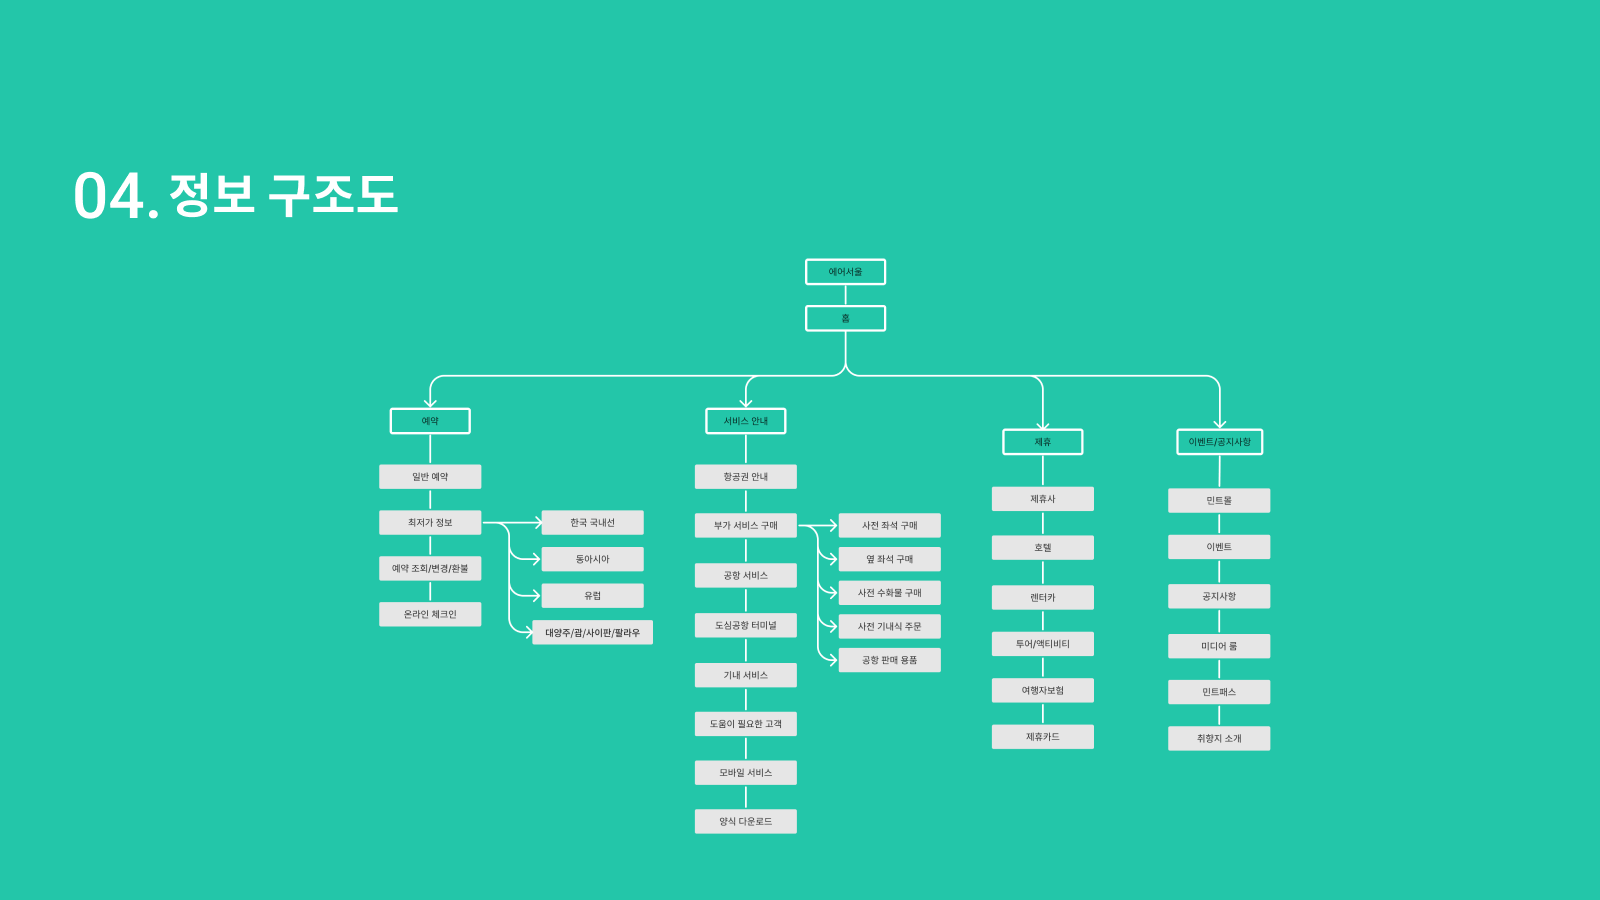 04. 정보 구조도
에어서울
홈
예약
일반 예약
최저가 정보
예약 조회/변경/환불
온라인 체크인
한국 국내선
동아시아
유럽
대양주/괌/사이판/팔라우
서비스 안내
항공권 안내
부가 서비스 구매
공항 서비스
도심공항 터미널
기내 서비스
도움이 필요한 고객
모바일 서비스
양식 다운로드
사전 좌석 구매
옆 좌석 구매
사전 수화물 구매
사전 기내식 주문
공항 판매 용품
제휴
제휴사
호텔
렌터카
투어/액티비티
여행자보험
제휴카드
이벤트/공지사항
민트몰
이벤트
공지사항
미디어 룸
민트패스
취항지 소개